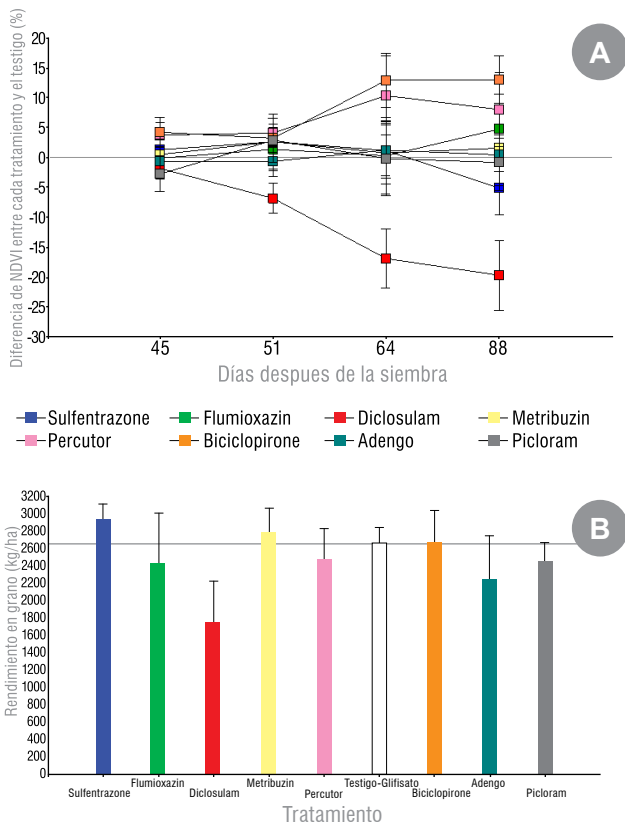 A
Diferencia de NDVI entre cada tratamiento y el testigo (%)
20
15
10
5
0
-5
-10
-15
-20
-25
-30
45 51 64 88
Días despues de la siembra
Sulfentrazone Flumioxazin Diclosulam Metribuzin
Percutor Biciclopirone Adengo Picloram
B
Rendimiento en grano (kg/ha)
3200
3000
2800
2600
2400
2200
2000
1800
1600
1400
1200
1000
800
600
400
200
0
Sulfentrazone Flumioxazin Diclosulam Metribuzin Percutor Testigo-Glifisato Biciclopirone Adengo Picloram
Tratamiento